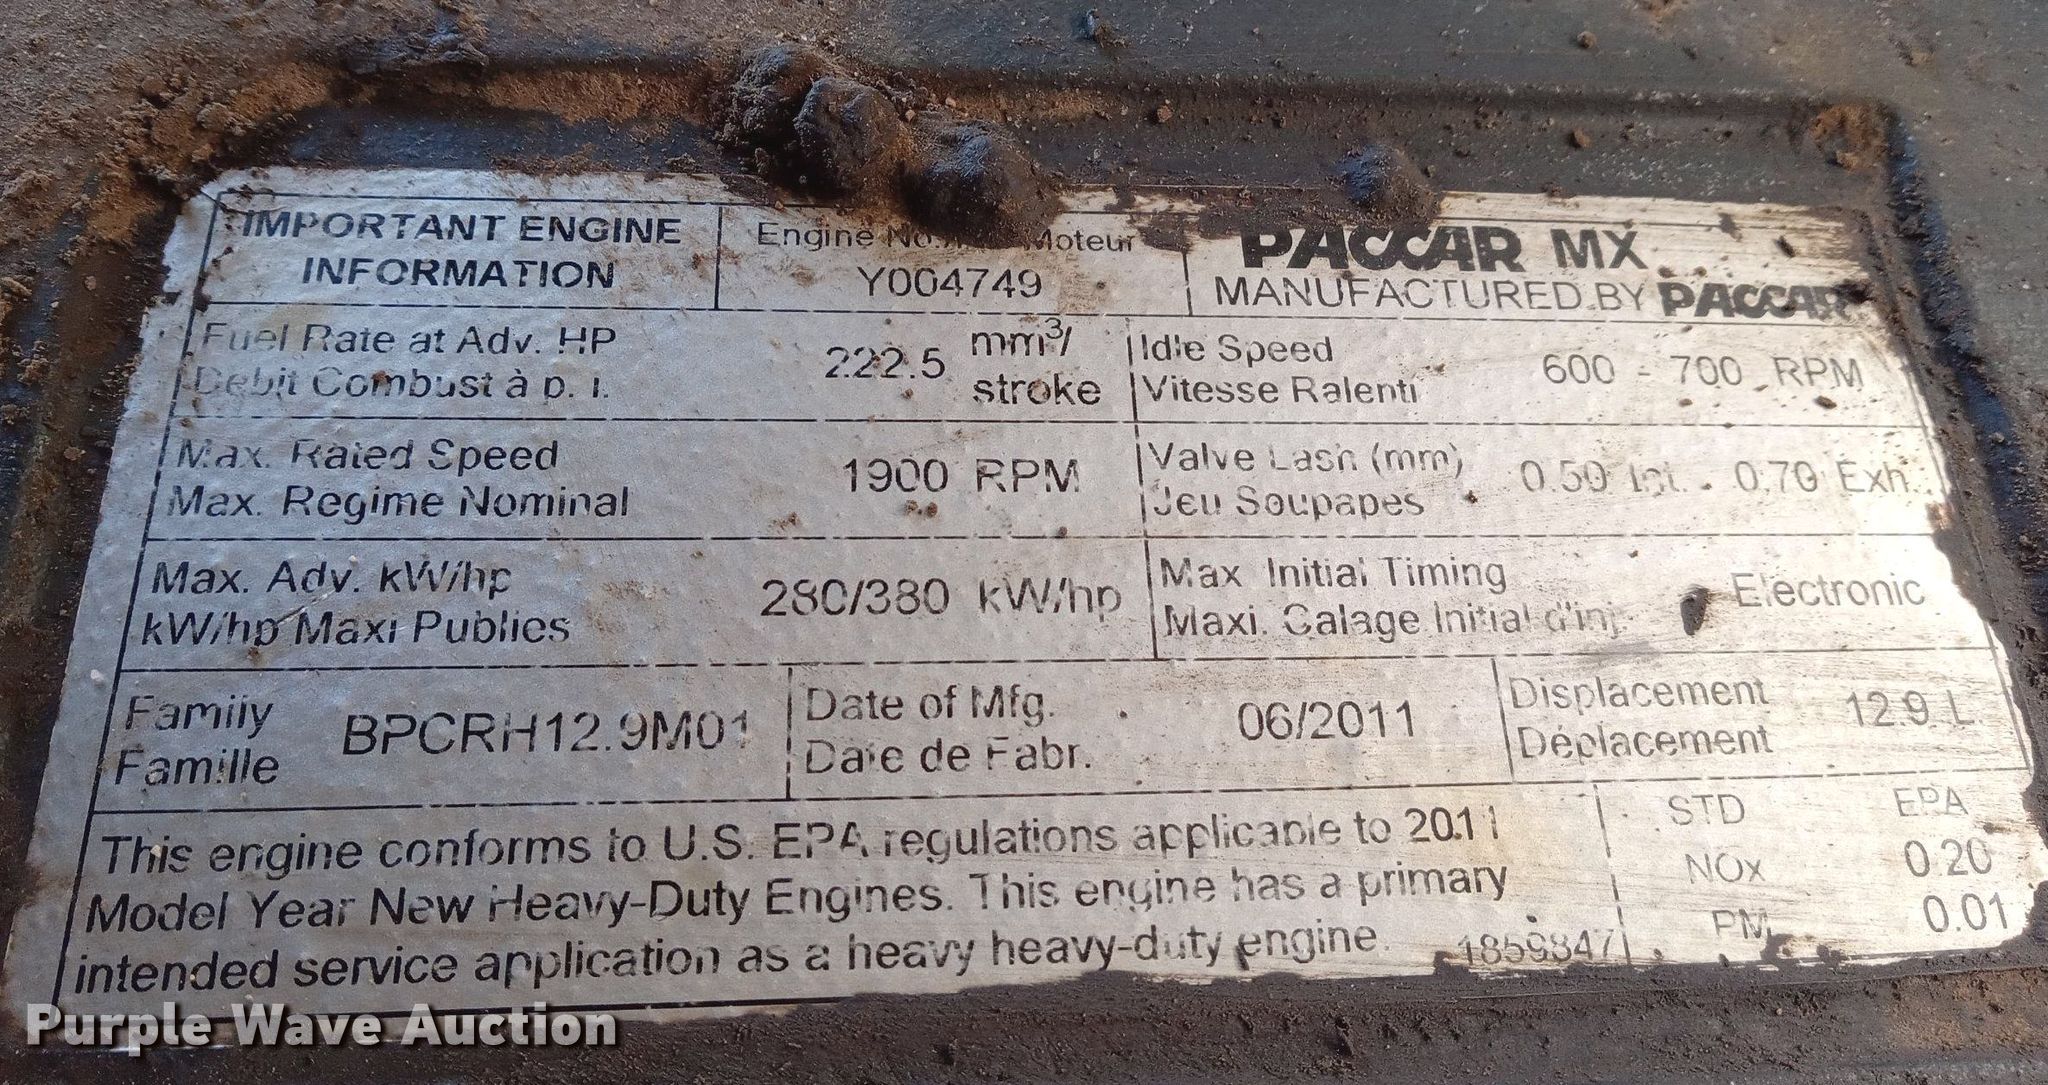 IMPORTANT ENGINE
INFORMATION
Engine No. Moteur
Y004749
PACCAR MX
MANUFACTURED BY PACCAR
Fuel Rate at Adv. HP
Debit Combust à p. i.
222.5 mm³/
stroke
Idle Speed
Vitesse Ralenti
600 - 700 RPM
Max. Rated Speed
Max. Regime Nominal
1900 RPM
Valve Lash (mm)
Jeu Soupapes
0.50 Int. - 0.70 Exh.
Max. Adv. kW/hp
kW/hp Maxi Publies
280/380 kW/hp
Max Initial Timing
Maxi. Calage Initial d'inj.
Electronic
Family
Famille
BPCRH12.9M01
Date of Mfg.
Date de Fabr.
06/2011
Displacement
Déplacement
12.9 L.
This engine conforms to U.S. EPA regulations applicable to 2011
Model Year New Heavy-Duty Engines. This engine has a primary
intended service application as a heavy heavy-duty engine.
1859847
STD EPA
NOx 0.20
PM 0.01
Purple Wave Auction